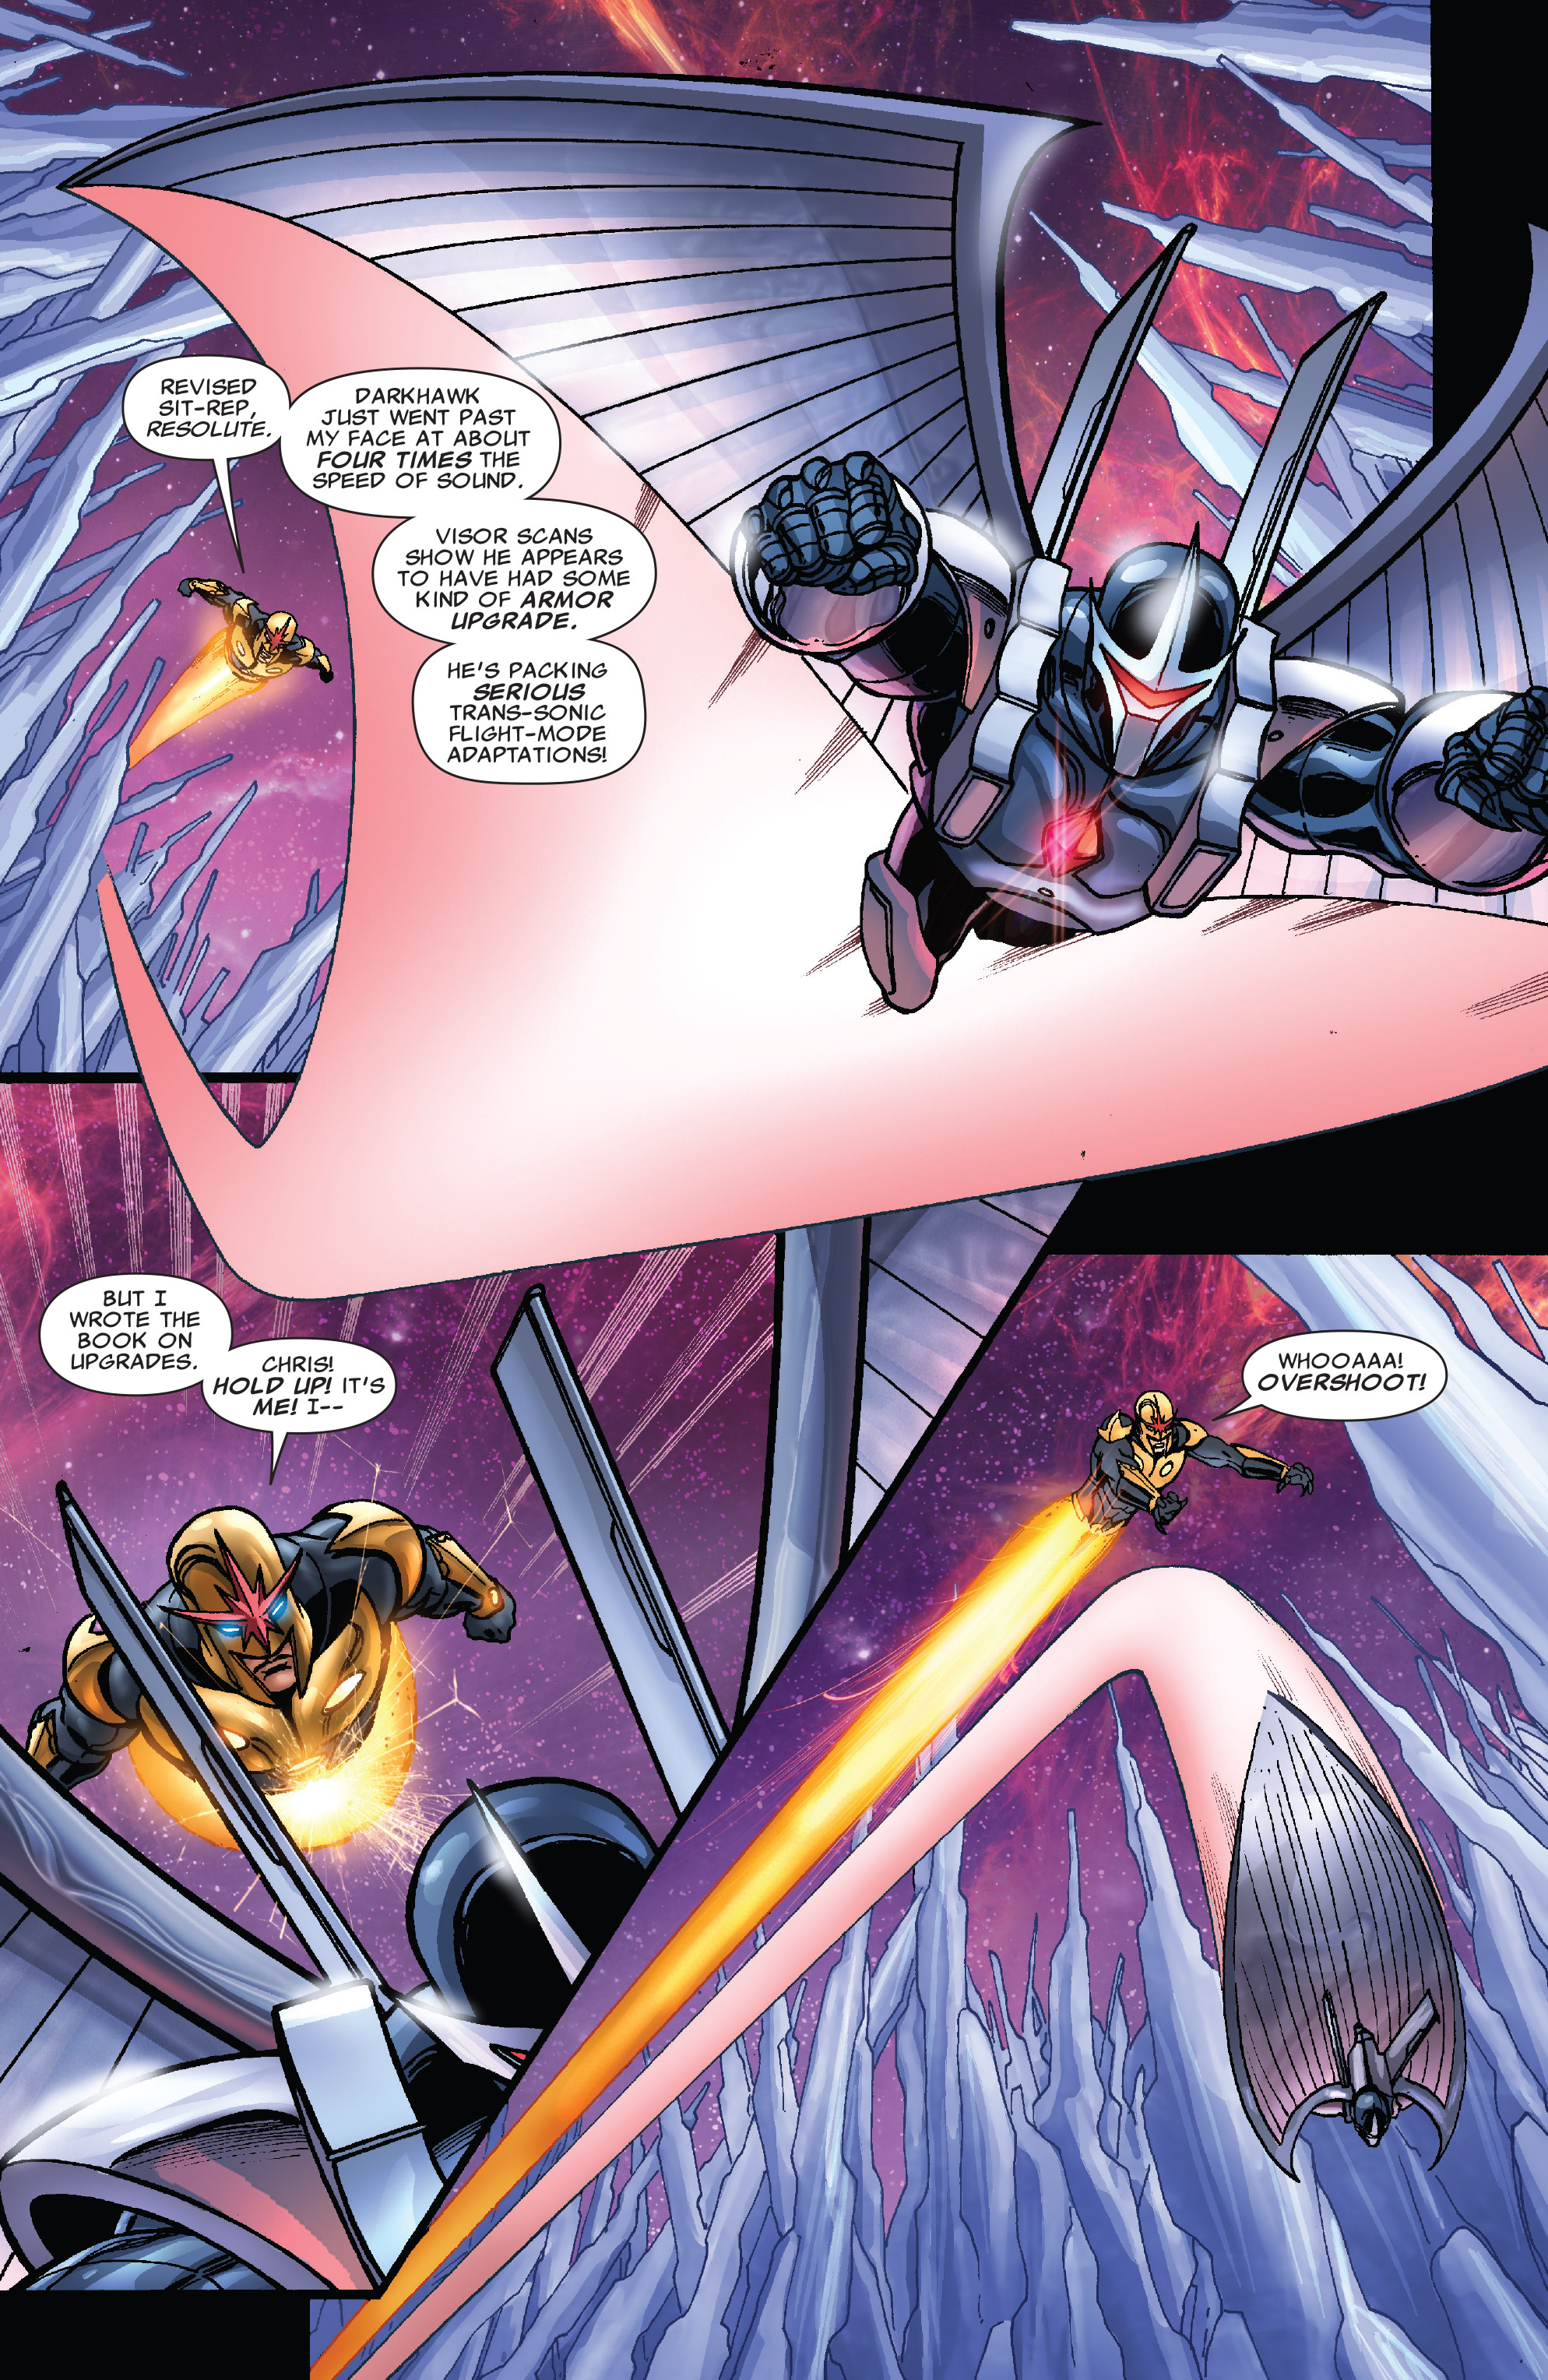 REVISED
SIT-REP,
RESOLUTE.
DARKHAWK
JUST WENT PAST
MY FACE AT ABOUT
FOUR TIMES THE
SPEED OF SOUND.
VISOR SCANS
SHOW HE APPEARS
TO HAVE HAD SOME
KIND OF ARMOR
UPGRADE.
HE'S PACKING
SERIOUS
TRANS-SONIC
FLIGHT-MODE
ADAPTATIONS!
BUT I
WROTE THE
BOOK ON
UPGRADES.
CHRIS!
HOLD UP! IT'S
ME! I--
WHOOAAA!
OVERSHOOT!